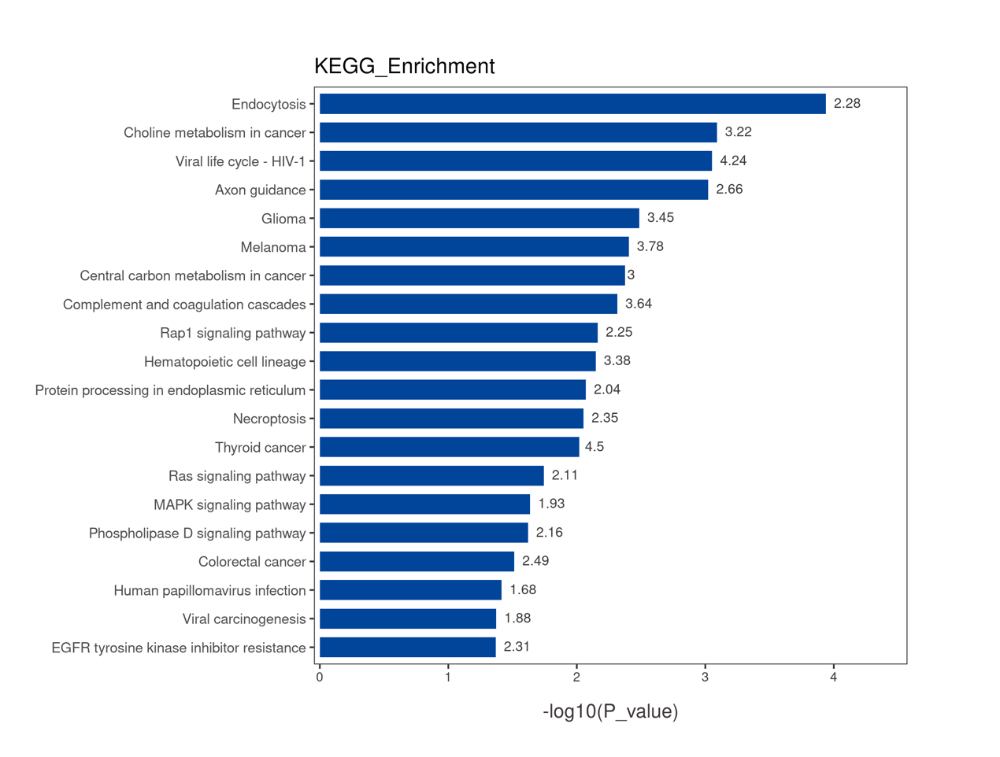 KEGG_Enrichment
Endocytosis 2.28
Choline metabolism in cancer 3.22
Viral life cycle - HIV-1 4.24
Axon guidance 2.66
Glioma 3.45
Melanoma 3.78
Central carbon metabolism in cancer 3
Complement and coagulation cascades 3.64
Rap1 signaling pathway 2.25
Hematopoietic cell lineage 3.38
Protein processing in endoplasmic reticulum 2.04
Necroptosis 2.35
Thyroid cancer 4.5
Ras signaling pathway 2.11
MAPK signaling pathway 1.93
Phospholipase D signaling pathway 2.16
Colorectal cancer 2.49
Human papillomavirus infection 1.68
Viral carcinogenesis 1.88
EGFR tyrosine kinase inhibitor resistance 2.31
0 1 2 3 4
-log10(P_value)